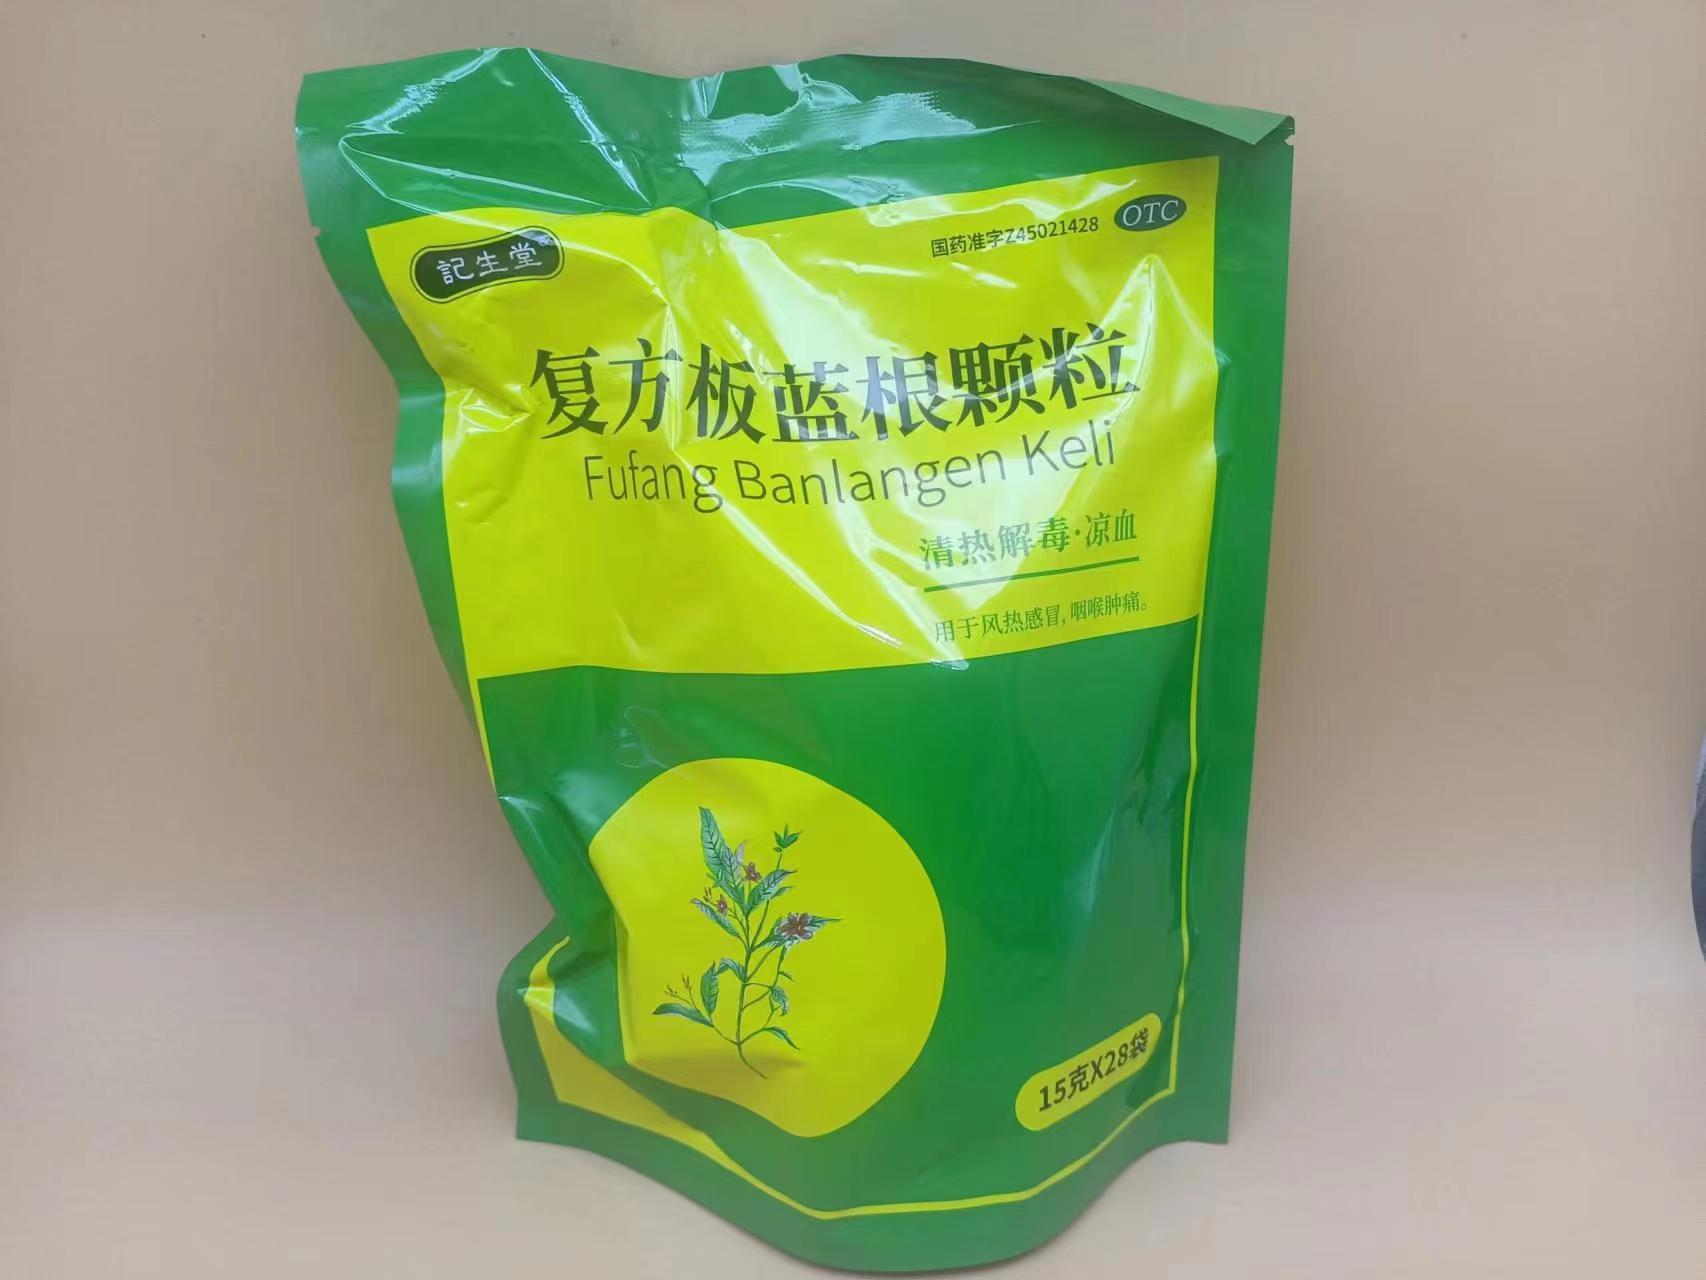 記生堂
国药准字Z45021428
OTC
复方板蓝根颗粒
Fufang Banlangen Keli
清热解毒·凉血
用于风热感冒,咽喉肿痛。
15克X28袋